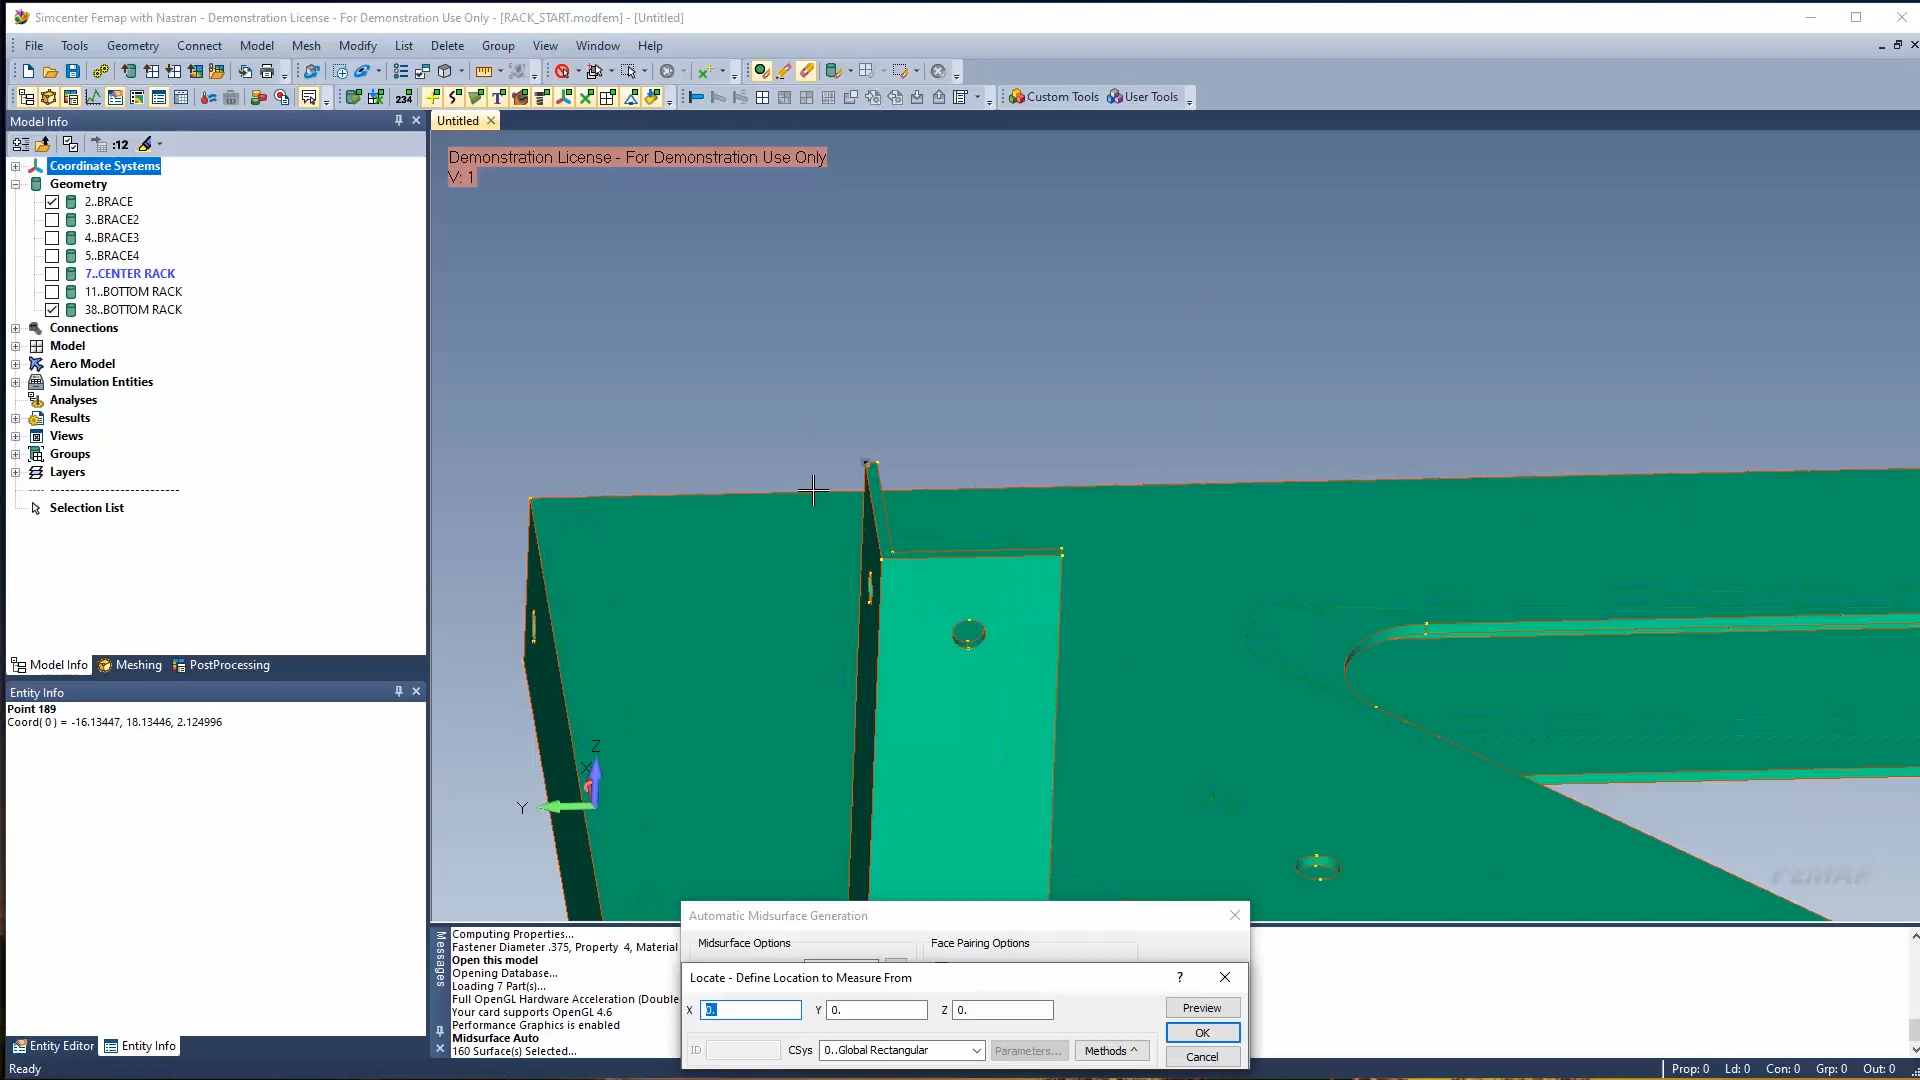 Simcenter Femap with Nastran - Demonstration License - For Demonstration Use Only - [RACK_START.modfem] - [Untitled]
File Tools Geometry Connect Model Mesh Modify List Delete Group View Window Help
234 Custom Tools User Tools
Model Info
:12
Coordinate Systems
Geometry
2..BRACE
3..BRACE2
4..BRACE3
5..BRACE4
7..CENTER RACK
11..BOTTOM RACK
38..BOTTOM RACK
Connections
Model
Aero Model
Simulation Entities
Analyses
Results
Views
Groups
Layers
Selection List
Model Info Meshing PostProcessing
Entity Info
Point 189
Coord( 0 ) = -16.13447, 18.13446, 2.124996
Entity Editor Entity Info
Ready
Untitled
Demonstration License - For Demonstration Use Only
V: 1
Z
X
Y
FEMAP
Messages
Computing Properties...
Fastener Diameter .375, Property 4, Material
Open this model
Opening Database...
Loading 7 Part(s)...
Full OpenGL Hardware Acceleration (Double
Your card supports OpenGL 4.6
Performance Graphics is enabled
Midsurface Auto
160 Surface(s) Selected...
Automatic Midsurface Generation
Midsurface Options Face Pairing Options
Locate - Define Location to Measure From
?
X 0. Y 0. Z 0. Preview
OK
ID CSys 0..Global Rectangular Parameters... Methods ^ Cancel
Prop: 0 Ld: 0 Con: 0 Grp: 0 Out: 0